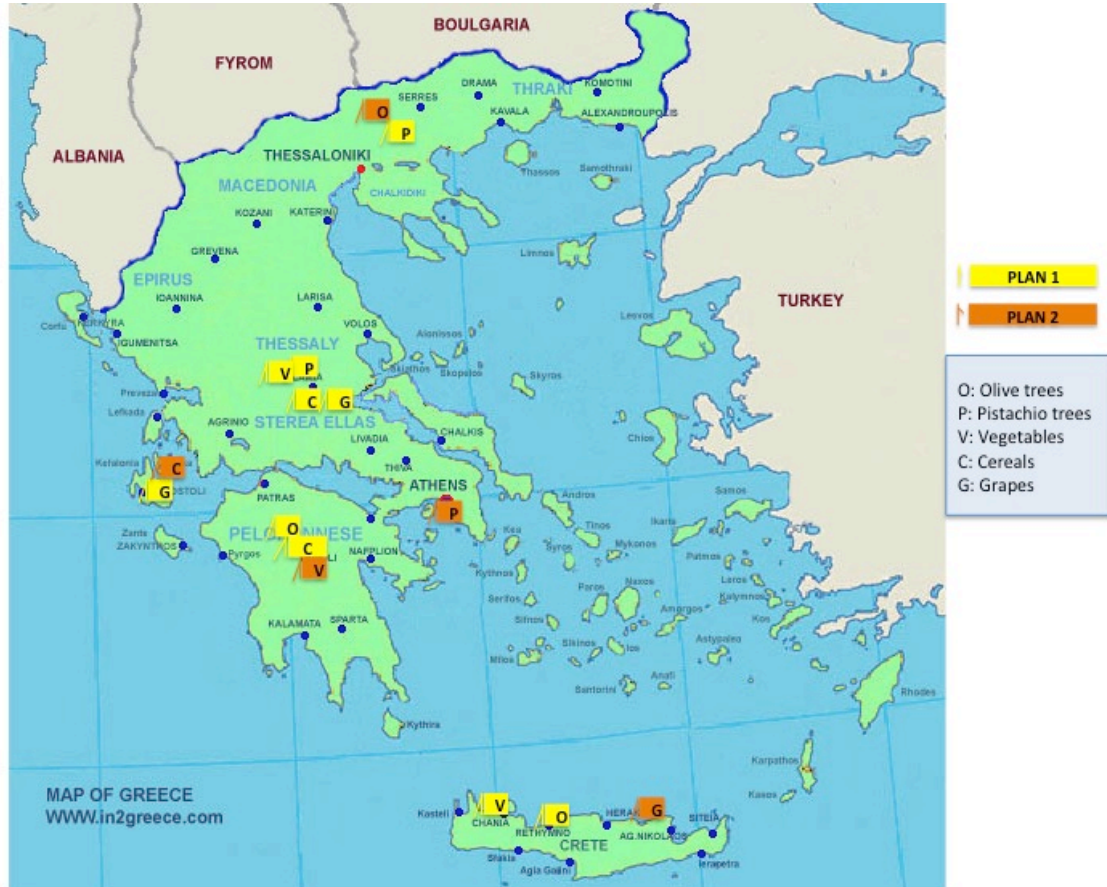 BOULGARIA
FYROM
ALBANIA
TURKEY
DRAMA
THRAKI
KOMOTINI
SERRES
KAVALA
ALEXANDROUPOLIS
O
P
THESSALONIKI
Thassos
Samothraki
MACEDONIA
CHALKIDIKI
KOZANI
KATERINI
GREVENA
Limnos
EPIRUS
IOANNINA
LARISA
Corfu
IGUMENITSA
VOLOS
Lesvos
Alonissos
THESSALY
Skiathos
Skopelos
V
P
Skyros
Preveza
C
G
Lefkada
STEREA ELLAS
AGRINIO
LIVADIA
CHALKIS
Chios
THIVA
Kefalonia
C
G
ATHENS
PATRAS
P
Andros
Samos
Zante
ZAKYNTHOS
O
C
V
Pyrgos
NAFPLION
Kea
Tinos
Ikaria
Syros
Mykonos
Patmos
Kythnos
Leros
Paros
Naxos
Kalymnos
Serifos
Amorgos
Kos
Sifnos
KALAMATA
SPARTA
Sikinos
Ios
Astypaleo
Milos
Anafi
Santorini
Rhodes
Kythira
Karpathos
Kasos
MAP OF GREECE
WWW.in2greece.com
Kasteli
V
CHANIA
O
RETHYMNO
G
AG.NIKOLAOS
SITEIA
CRETE
Sfakia
Agia Galini
Ierapetra
PLAN 1
PLAN 2
O: Olive trees
P: Pistachio trees
V: Vegetables
C: Cereals
G: Grapes